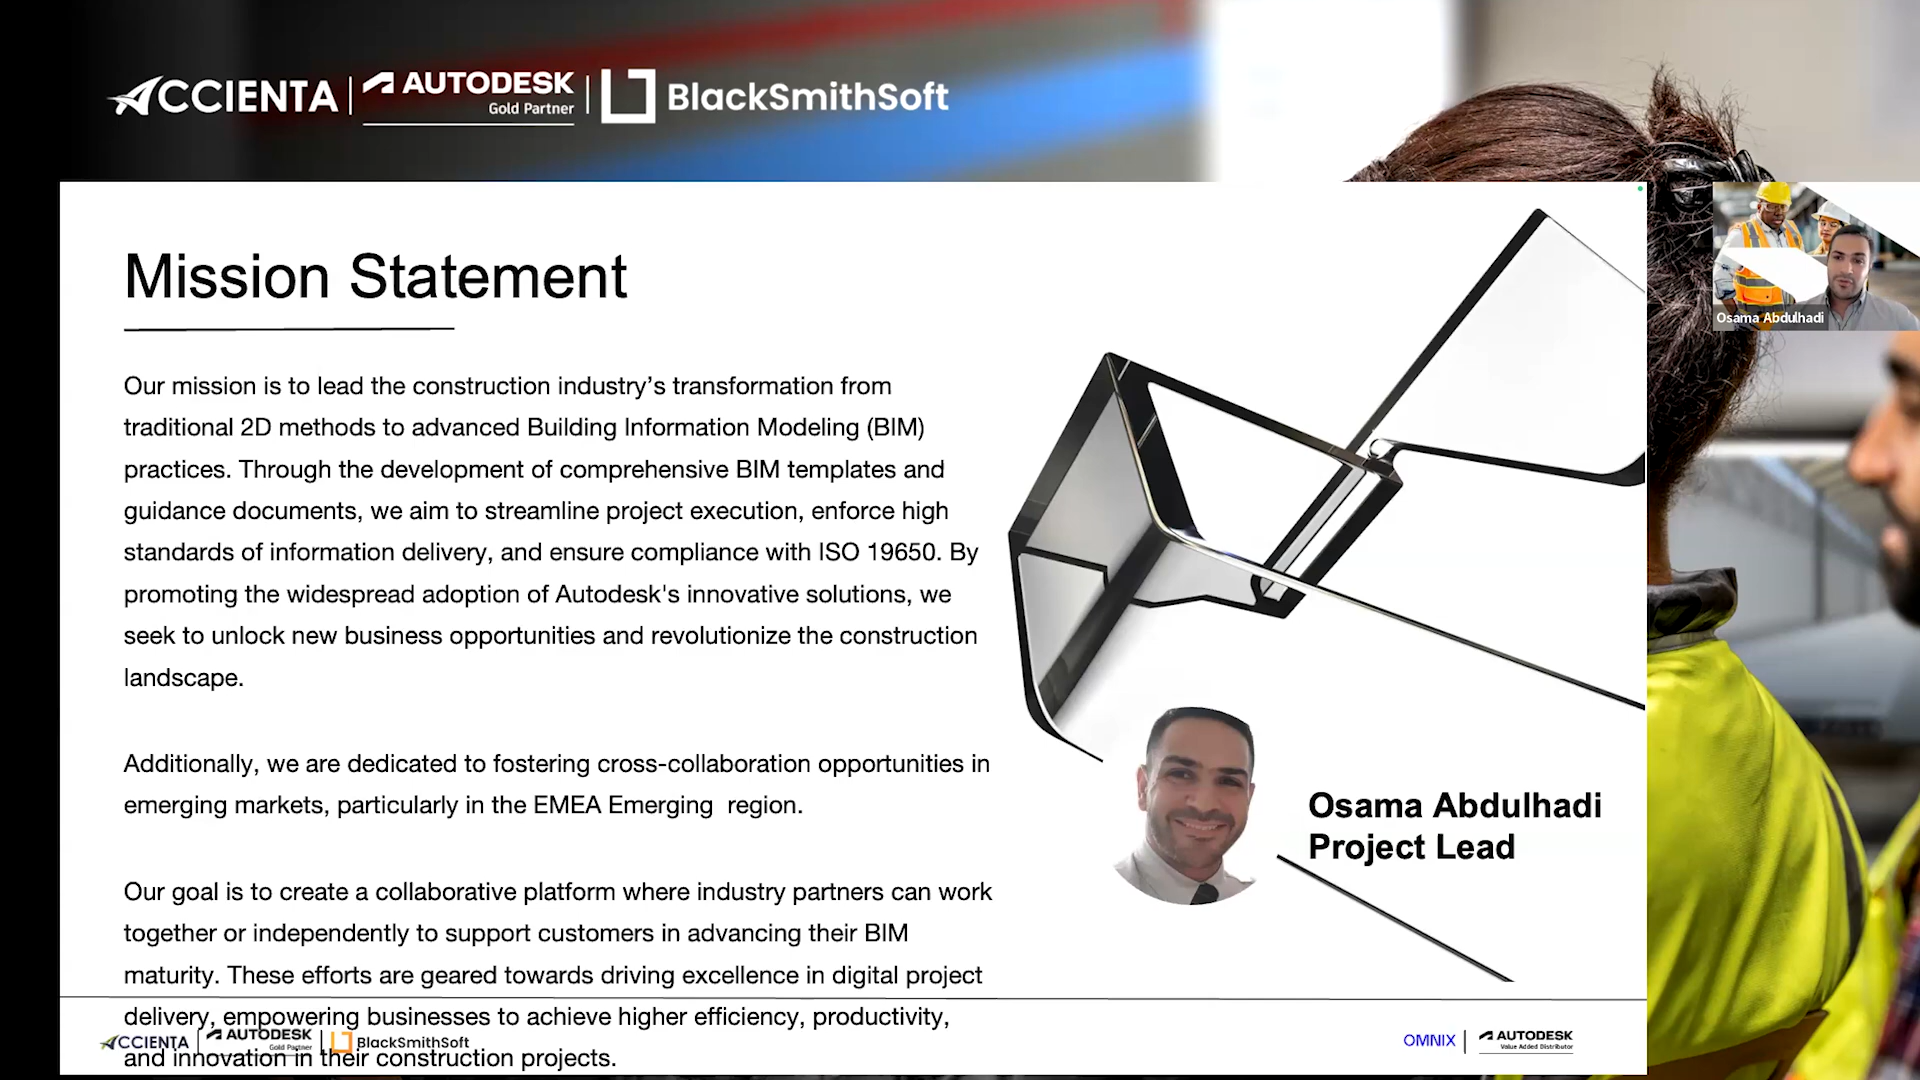 ACCIENTA
AUTODESK
Gold Partner
BlackSmithSoft
Mission Statement
Our mission is to lead the construction industry’s transformation from
traditional 2D methods to advanced Building Information Modeling (BIM)
practices. Through the development of comprehensive BIM templates and
guidance documents, we aim to streamline project execution, enforce high
standards of information delivery, and ensure compliance with ISO 19650. By
promoting the widespread adoption of Autodesk's innovative solutions, we
seek to unlock new business opportunities and revolutionize the construction
landscape.
Additionally, we are dedicated to fostering cross-collaboration opportunities in
emerging markets, particularly in the EMEA Emerging  region.
Our goal is to create a collaborative platform where industry partners can work
together or independently to support customers in advancing their BIM
maturity. These efforts are geared towards driving excellence in digital project
delivery, empowering businesses to achieve higher efficiency, productivity,
and innovation in their construction projects.
Osama Abdulhadi
Project Lead
Osama Abdulhadi
ACCIENTA
AUTODESK
Gold Partner
BlackSmithSoft
OMNIX
AUTODESK
Value Added Distributor